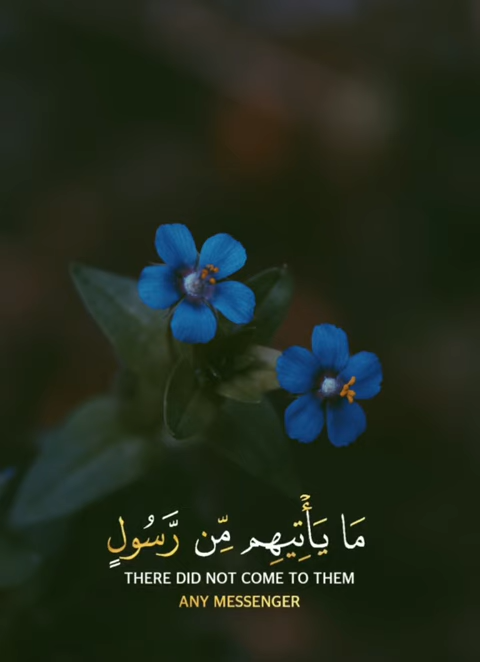 مَا يَأْتِيهِم مِّن رَّسُولٍ
THERE DID NOT COME TO THEM
ANY MESSENGER